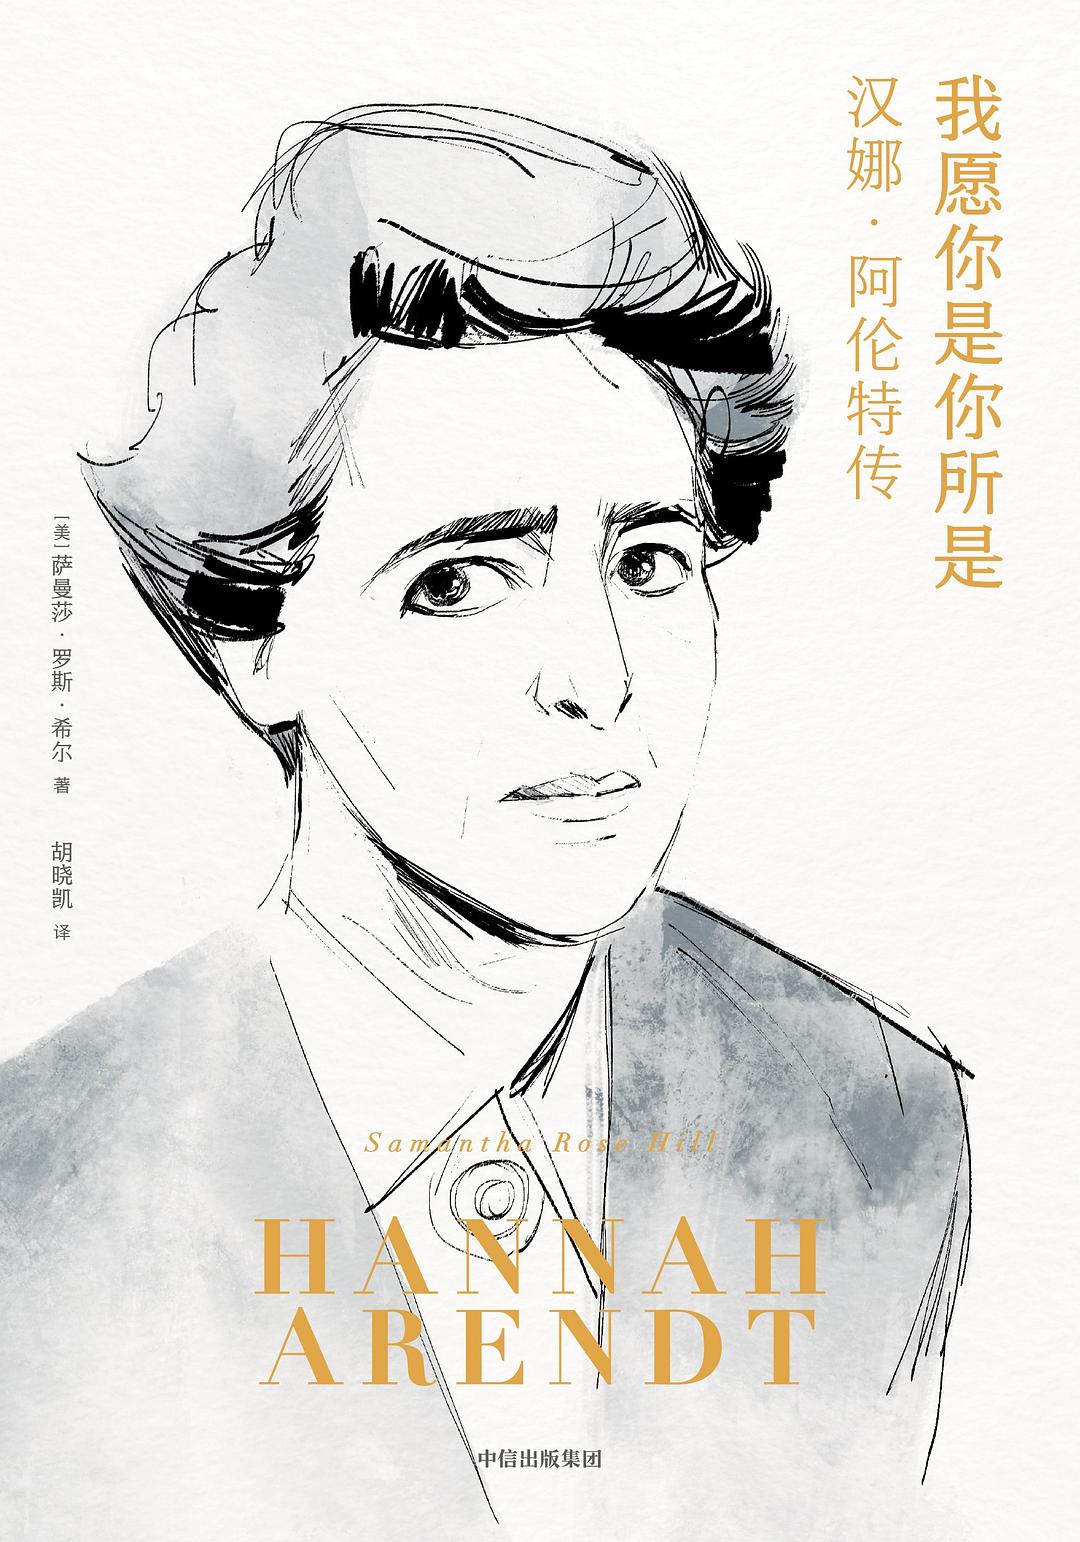 我愿你是你所是
汉娜·阿伦特传
[美]萨曼莎·罗斯·希尔 著
胡晓凯 译
Samantha Rose Hill
HANNAH
ARENDT
中信出版集团